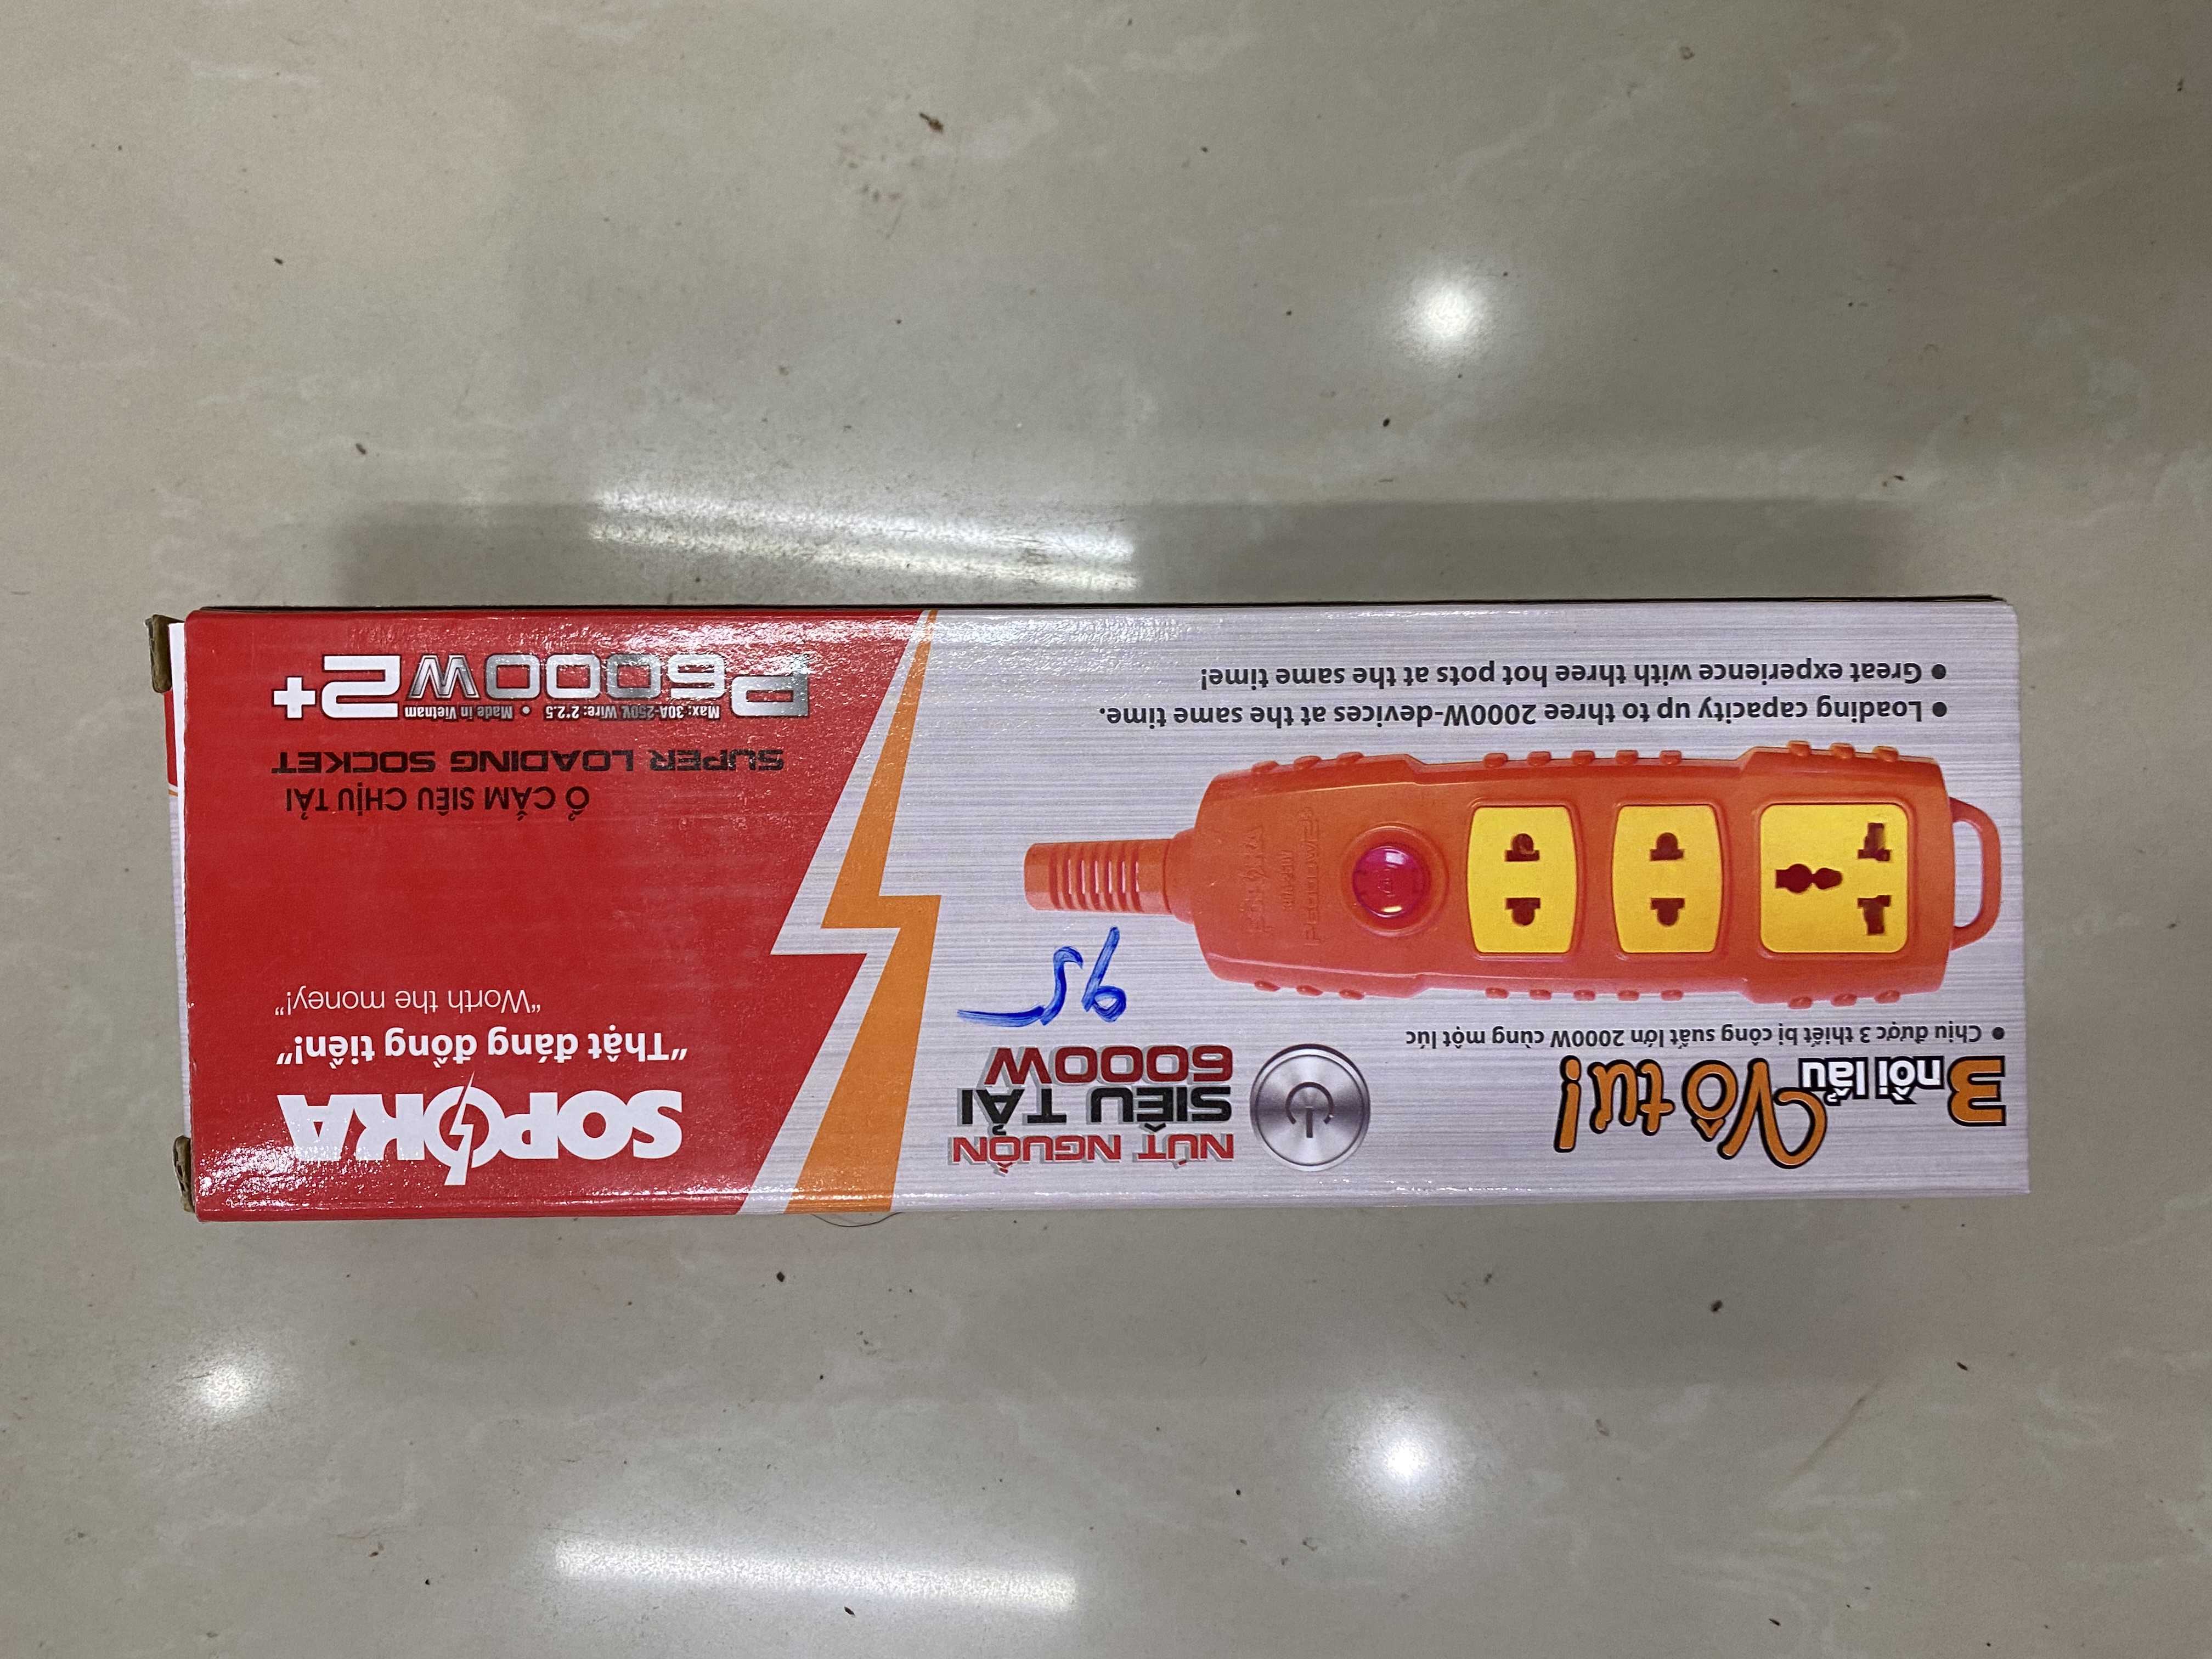 3 nồi lẩu Vô tư!
• Chịu được 3 thiết bị công suất lớn 2000W cùng một lúc
NÚT NGUỒN
SIÊU TẢI
6000W
95
• Loading capacity up to three 2000W-devices at the same time.
• Great experience with three hot pots at the same time!
SOPOKA
“Thật đáng đồng tiền!”
“Worth the money!”
Ổ CẮM SIÊU CHỊU TẢI
SUPER LOADING SOCKET
Max: 30A-250V, Wire: 2*2.5 • Made in Vietnam
P6000W2+